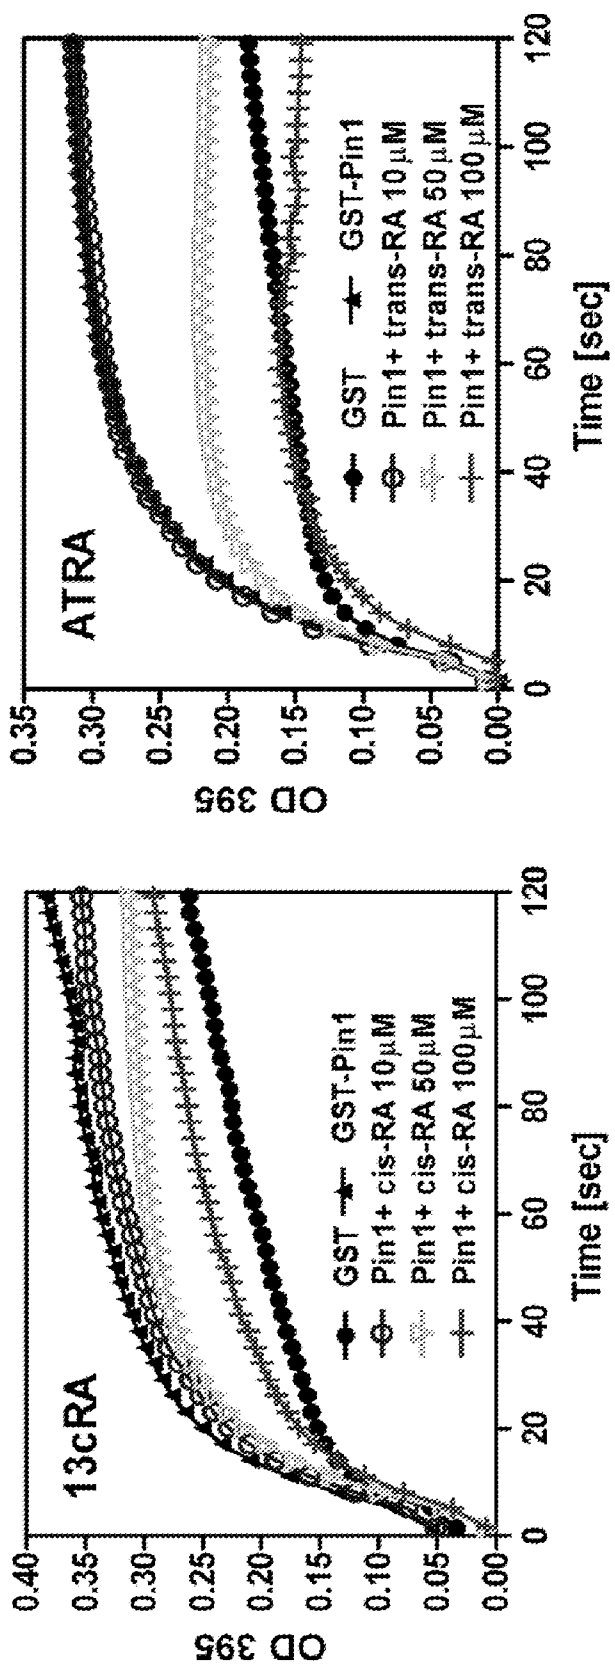 13cRA
OD 395
0.40
0.35
0.30
0.25
0.20
0.15
0.10
0.05
0.00
GST GST-Pin1
Pin1+ cis-RA 10µM
Pin1+ cis-RA 50µM
Pin1+ cis-RA 100µM
0 20 40 60 80 100 120
Time [sec]
ATRA
OD 395
0.35
0.30
0.25
0.20
0.15
0.10
0.05
0.00
GST GST-Pin1
Pin1+ trans-RA 10µM
Pin1+ trans-RA 50µM
Pin1+ trans-RA 100µM
0 20 40 60 80 100 120
Time [sec]